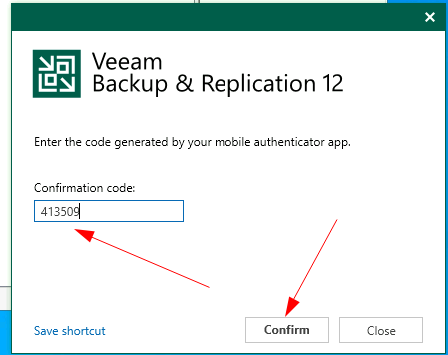 Veeam
Backup & Replication 12
Enter the code generated by your mobile authenticator app.
Confirmation code:
413509
Save shortcut
Confirm
Close